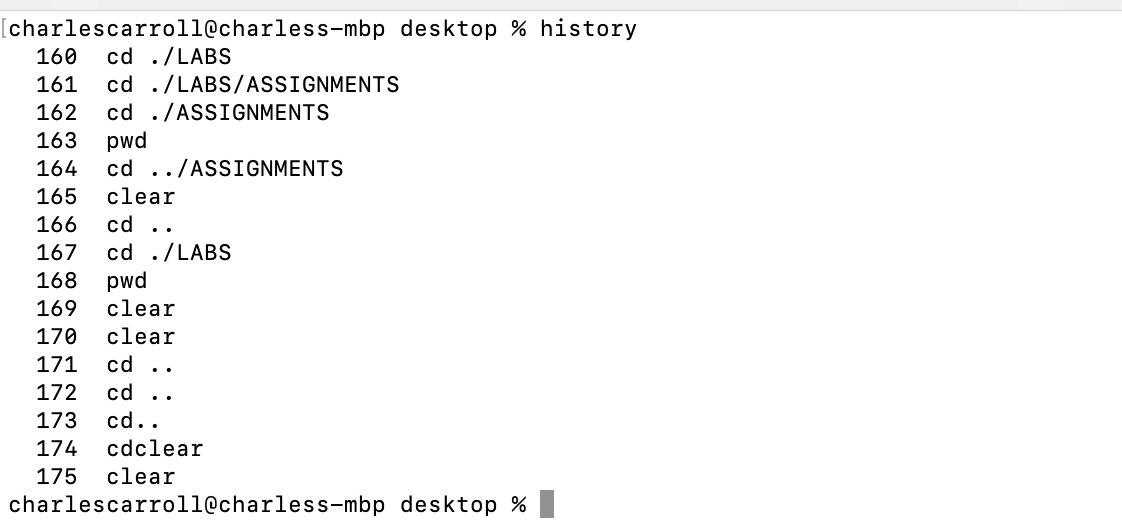 [charlescarroll@charless-mbp desktop % history
160 cd ./LABS
161 cd ./LABS/ASSIGNMENTS
162 cd ./ASSIGNMENTS
163 pwd
164 cd ../ASSIGNMENTS
165 clear
166 cd ..
167 cd ./LABS
168 pwd
169 clear
170 clear
171 cd ..
172 cd ..
173 cd..
174 cdclear
175 clear
charlescarroll@charless-mbp desktop %